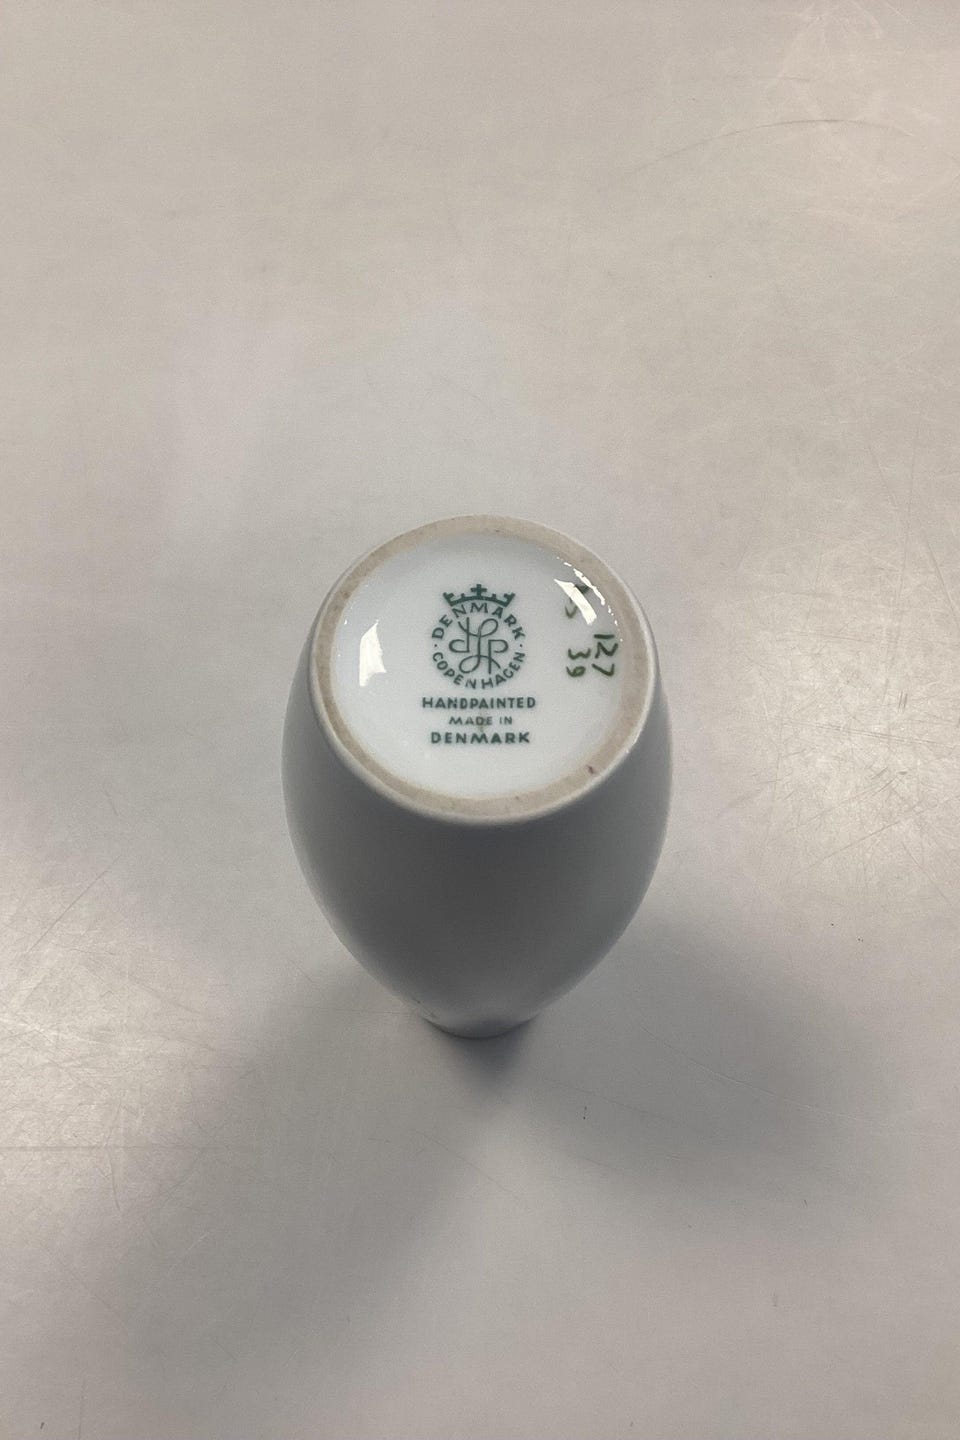 DENMARK
COPENHAGEN
HANDPAINTED
MADE IN
DENMARK
127
39